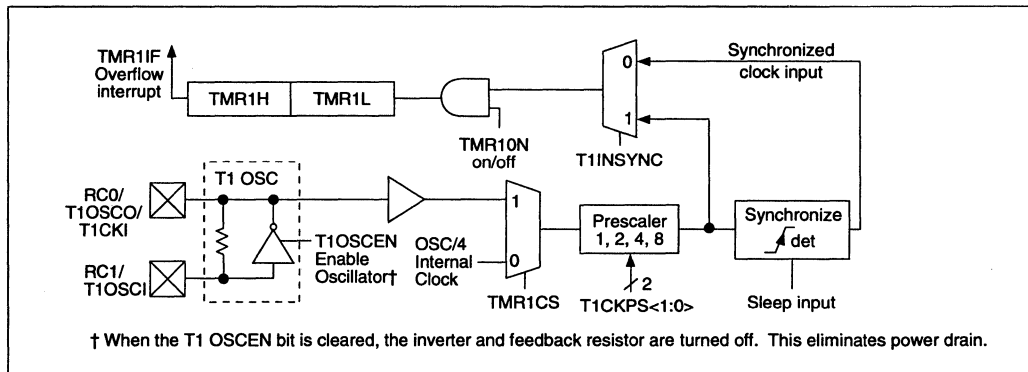 TMR1IF
Overflow
interrupt
TMR1H
TMR1L
TMR10N
on/off
0
1
T1INSYNC
Synchronized
clock input
T1 OSC
RC0/
T1OSCO/
T1CKI
RC1/
T1OSCI
T1OSCEN
Enable
Oscillator†
OSC/4
Internal
Clock
1
0
TMR1CS
Prescaler
1, 2, 4, 8
2
T1CKPS<1:0>
Synchronize
det
Sleep input
† When the T1 OSCEN bit is cleared, the inverter and feedback resistor are turned off. This eliminates power drain.